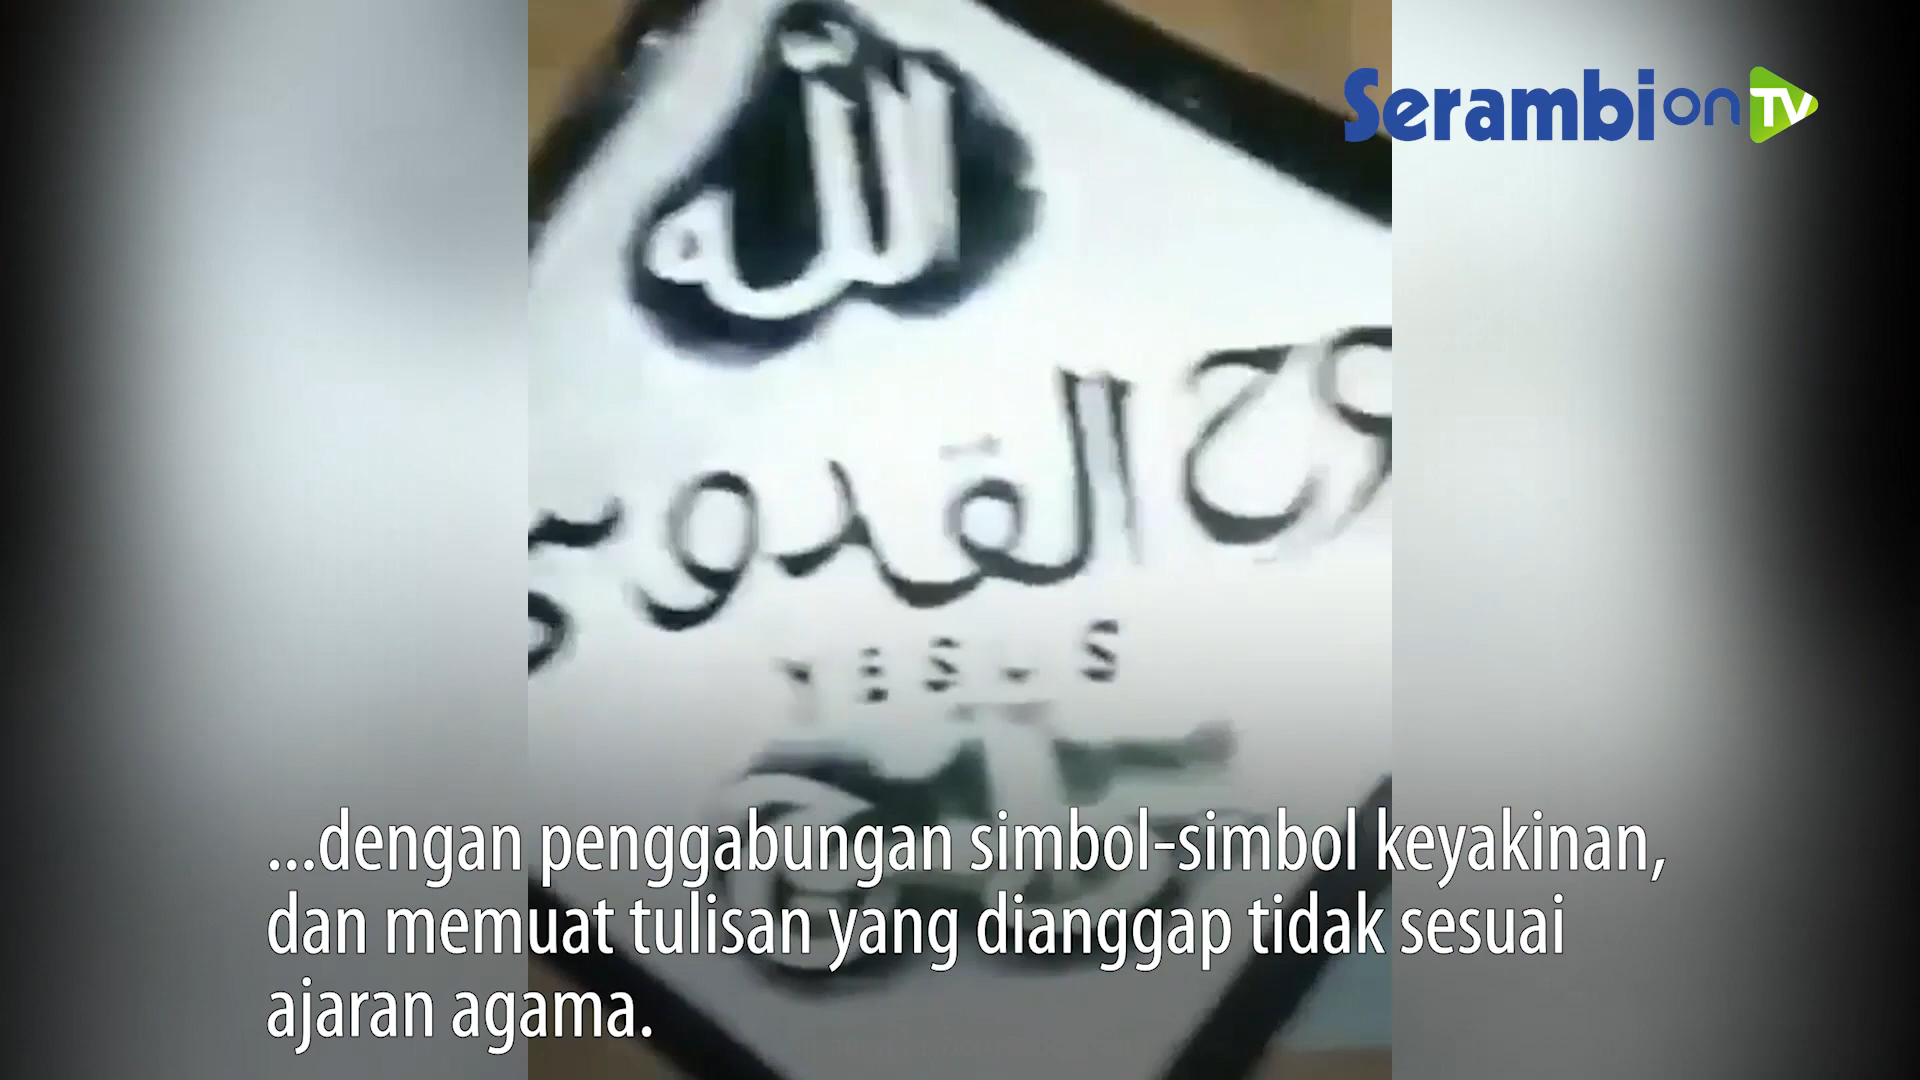 Serambi on TV
الله
روح القدوس
YESUS
...dengan penggabungan simbol-simbol keyakinan,
dan memuat tulisan yang dianggap tidak sesuai
ajaran agama.